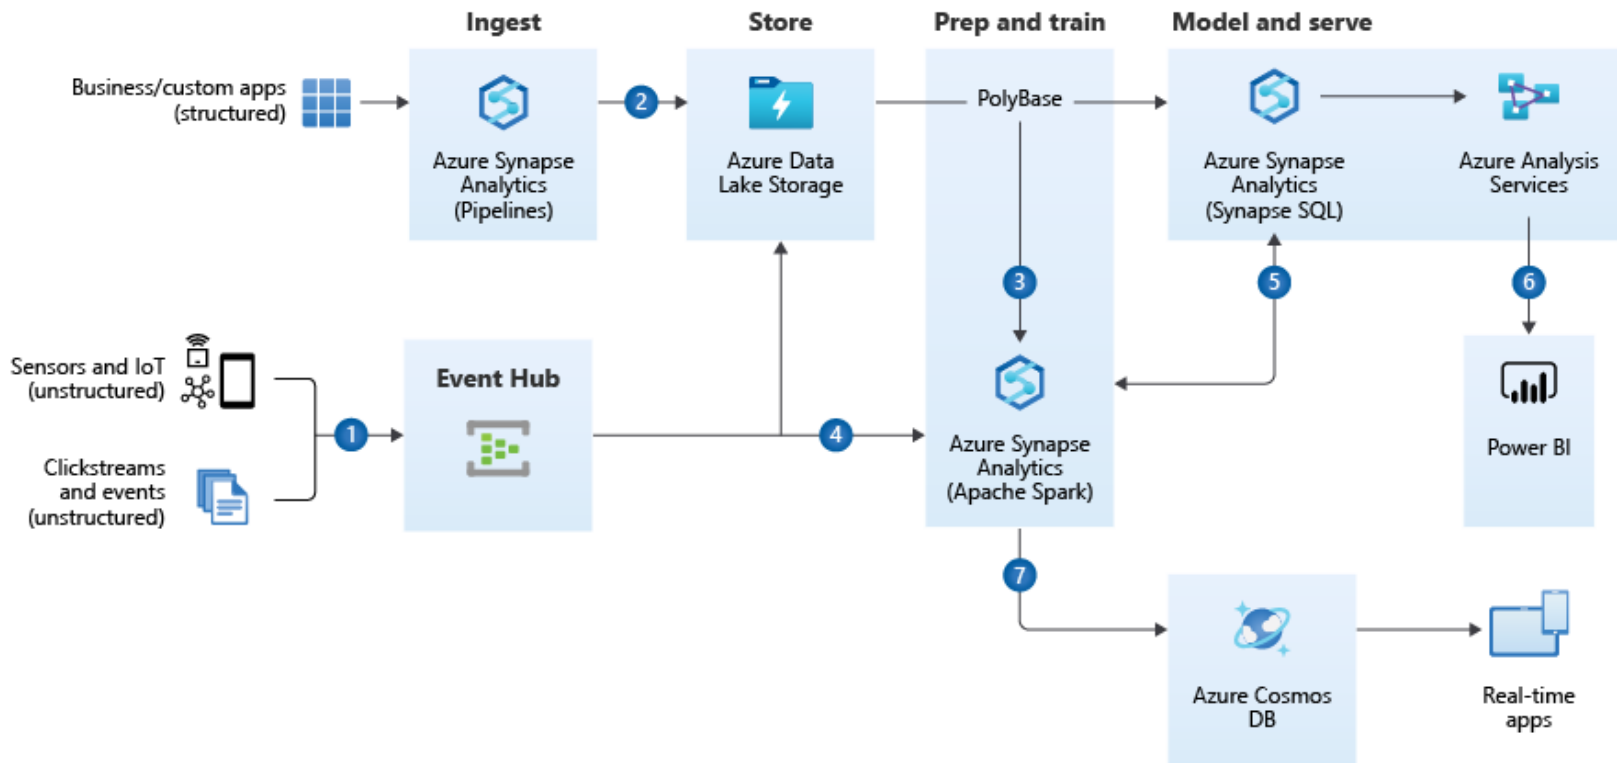 Ingest
Store
Prep and train
Model and serve
Business/custom apps
(structured)
2
PolyBase
Azure Synapse
Analytics
(Pipelines)
Azure Data
Lake Storage
Azure Synapse
Analytics
(Synapse SQL)
Azure Analysis
Services
3
5
6
Sensors and IoT
(unstructured)
Event Hub
1
4
Clickstreams
and events
(unstructured)
Azure Synapse
Analytics
(Apache Spark)
Power BI
7
Azure Cosmos
DB
Real-time
apps